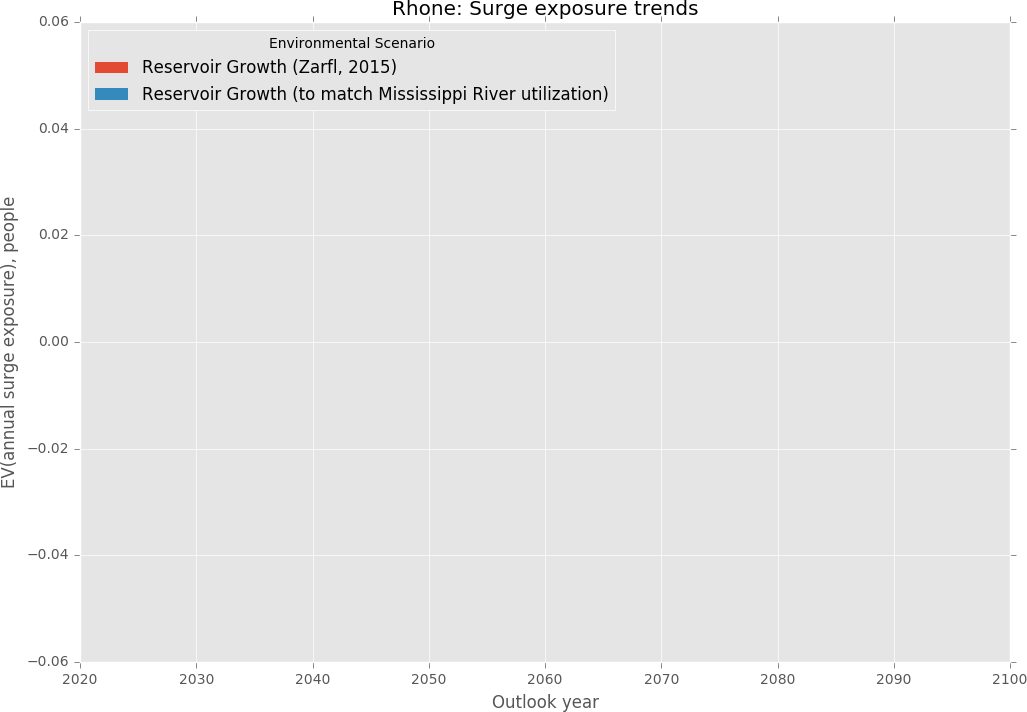 Rhone: Surge exposure trends
Environmental Scenario
Reservoir Growth (Zarfl, 2015)
Reservoir Growth (to match Mississippi River utilization)
EV(annual surge exposure), people
0.06
0.04
0.02
0.00
−0.02
−0.04
−0.06
2020 2030 2040 2050 2060 2070 2080 2090 2100
Outlook year